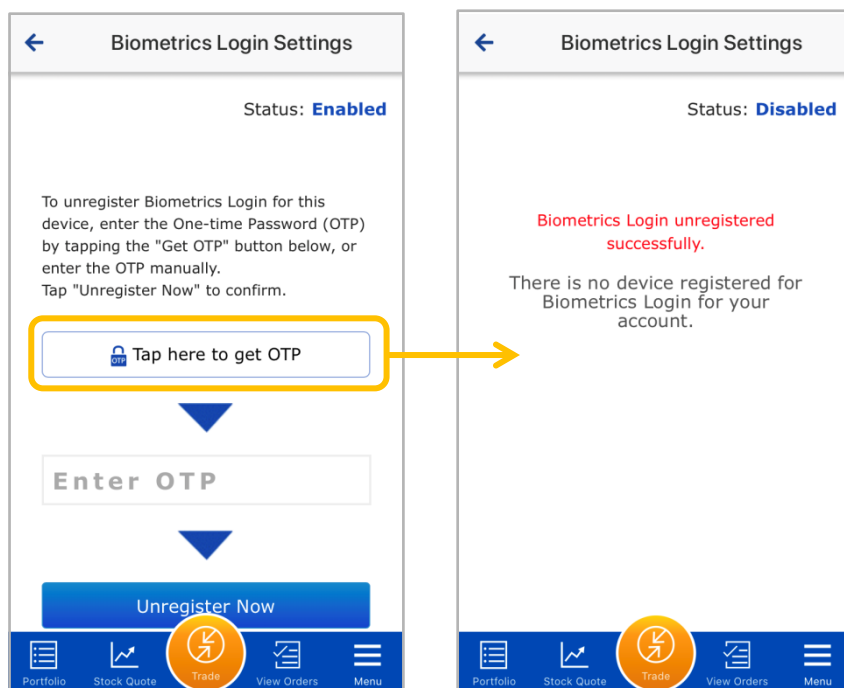 Biometrics Login Settings
Status: Enabled
To unregister Biometrics Login for this
device, enter the One-time Password (OTP)
by tapping the "Get OTP" button below, or
enter the OTP manually.
Tap "Unregister Now" to confirm.
OTP
Tap here to get OTP
Enter OTP
Unregister Now
Portfolio
Stock Quote
Trade
View Orders
Menu
Biometrics Login Settings
Status: Disabled
Biometrics Login unregistered
successfully.
There is no device registered for
Biometrics Login for your
account.
Portfolio
Stock Quote
Trade
View Orders
Menu